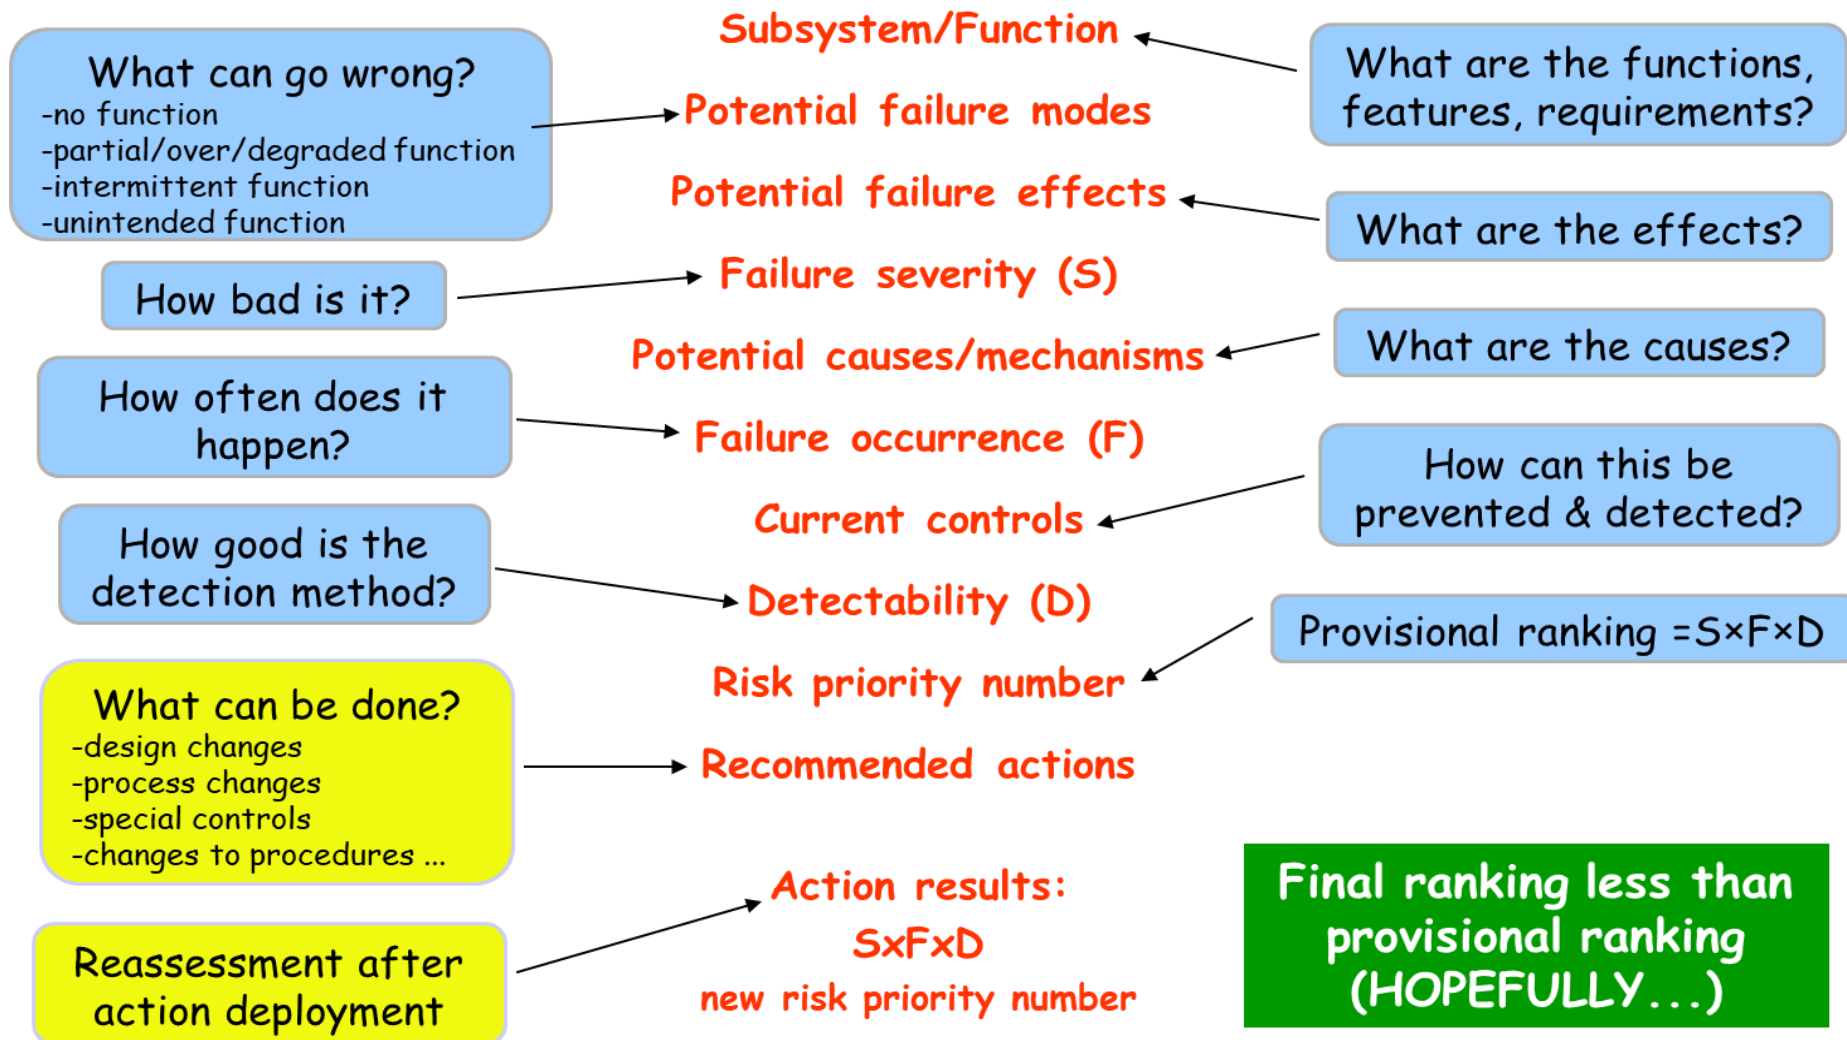 Subsystem/Function
What can go wrong?
-no function
-partial/over/degraded function
-intermittent function
-unintended function
What are the functions,
features, requirements?
Potential failure modes
Potential failure effects
What are the effects?
How bad is it?
Failure severity (S)
Potential causes/mechanisms
What are the causes?
How often does it
happen?
Failure occurrence (F)
How can this be
prevented & detected?
Current controls
How good is the
detection method?
Detectability (D)
Provisional ranking =S×F×D
Risk priority number
What can be done?
-design changes
-process changes
-special controls
-changes to procedures ...
Recommended actions
Action results:
SxFxD
new risk priority number
Reassessment after
action deployment
Final ranking less than
provisional ranking
(HOPEFULLY...)